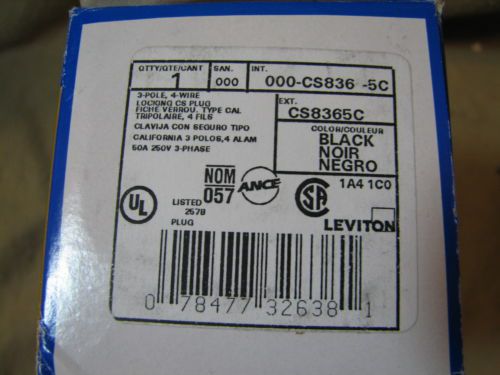 QTTY/QTE/CANT
1
SAN.
000
INT.
000-CS836 -5C
3-POLE, 4-WIRE
LOCKING CS PLUG
FICHE VERROU. TYPE CAL
TRIPOLAIRE, 4 FILS
CLAVIJA CON SEGURO TIPO
CALIFORNIA 3 POLOS,4 ALAM
50A 250V 3-PHASE
EXT.
CS8365C
COLOR/COULEUR
BLACK
NOIR
NEGRO
1A4 1C0
UL
LISTED
2578
PLUG
NOM
057
ANCE
SA
LEVITON
0 78477 32638 1